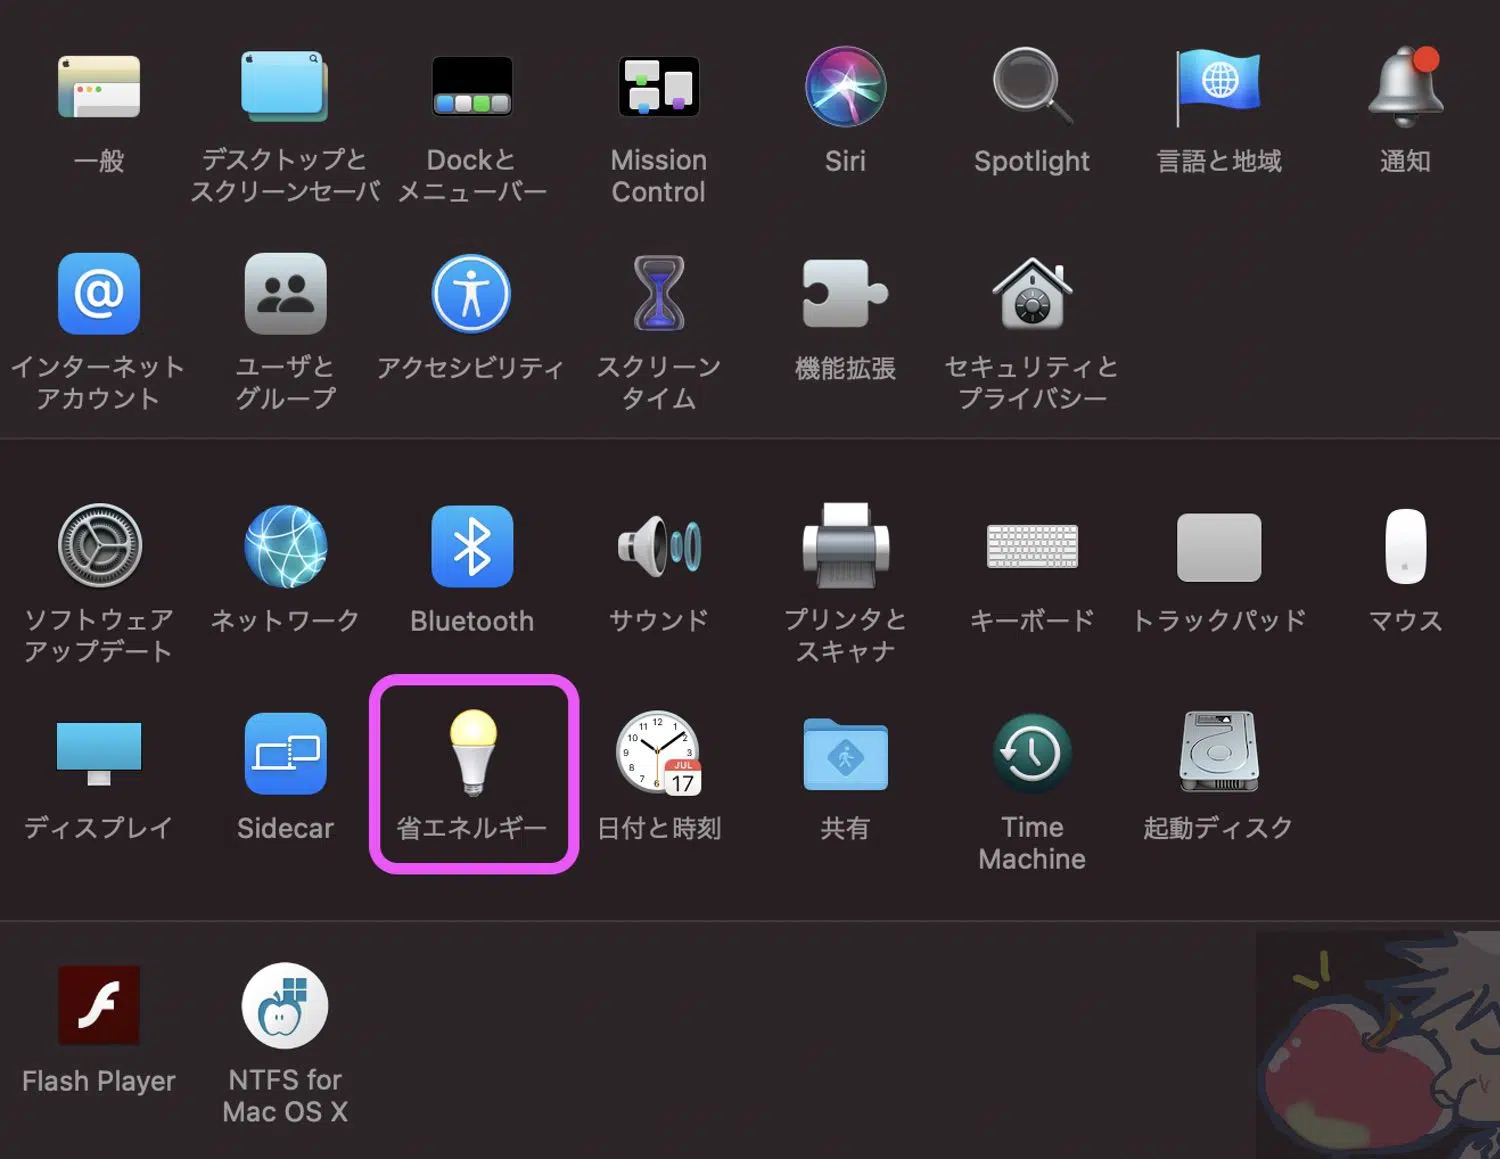 一般
デスクトップと
スクリーンセーバ
Dockと
メニューバー
Mission
Control
Siri
Spotlight
言語と地域
通知
インターネット
アカウント
ユーザと
グループ
アクセシビリティ
スクリーン
タイム
機能拡張
セキュリティと
プライバシー
ソフトウェア
アップデート
ネットワーク
Bluetooth
サウンド
プリンタと
スキャナ
キーボード
トラックパッド
マウス
ディスプレイ
Sidecar
省エネルギー
JUL
17
日付と時刻
共有
Time
Machine
起動ディスク
Flash Player
NTFS for
Mac OS X